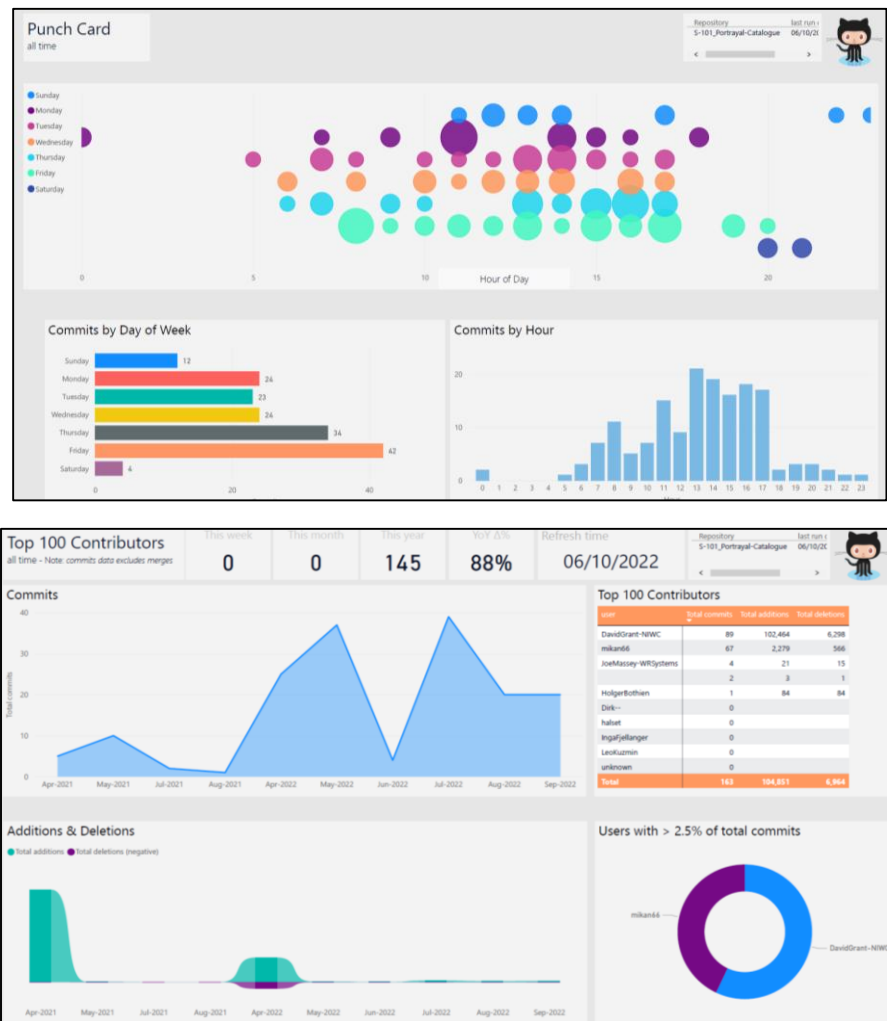 Punch Card
all time
Repository last run
S-101_Portrayal-Catalogue 06/10/2
Sunday
Monday
Tuesday
Wednesday
Thursday
Friday
Saturday
0 5 10 15 20
Hour of Day
Commits by Day of Week
Sunday 12
Monday 24
Tuesday 23
Wednesday 24
Thursday 34
Friday 42
Saturday 4
0 20 40
Commits by Hour
20
10
0
0 1 2 3 4 5 6 7 8 9 10 11 12 13 14 15 16 17 18 19 20 21 22 23
Top 100 Contributors
all time - Note: commits data excludes merges
This week
0
This month
0
This year
145
YoY Δ%
88%
Refresh time
06/10/2022
Repository last run
S-101_Portrayal-Catalogue 06/10/20
Commits
Total commits
40
30
20
10
0
Apr-2021 May-2021 Jul-2021 Aug-2021 Apr-2022 May-2022 Jun-2022 Jul-2022 Aug-2022 Sep-2022
Top 100 Contributors
user Total commits Total additions Total deletions
DavidGrant-NIWC 89 102,464 6,298
mikan66 67 2,279 566
JoeMassey-WRSystems 4 21 15
2 3 1
HolgerBothien 1 84 84
Dirk-- 0
halset 0
IngaFjellanger 0
LeoKuzmin 0
unknown 0
Total 163 104,851 6,964
Additions & Deletions
Total additions Total deletions (negative)
Apr-2021 May-2021 Jul-2021 Aug-2021 Apr-2022 May-2022 Jun-2022 Jul-2022 Aug-2022 Sep-2022
Users with > 2.5% of total commits
mikan66
DavidGrant-NIWC